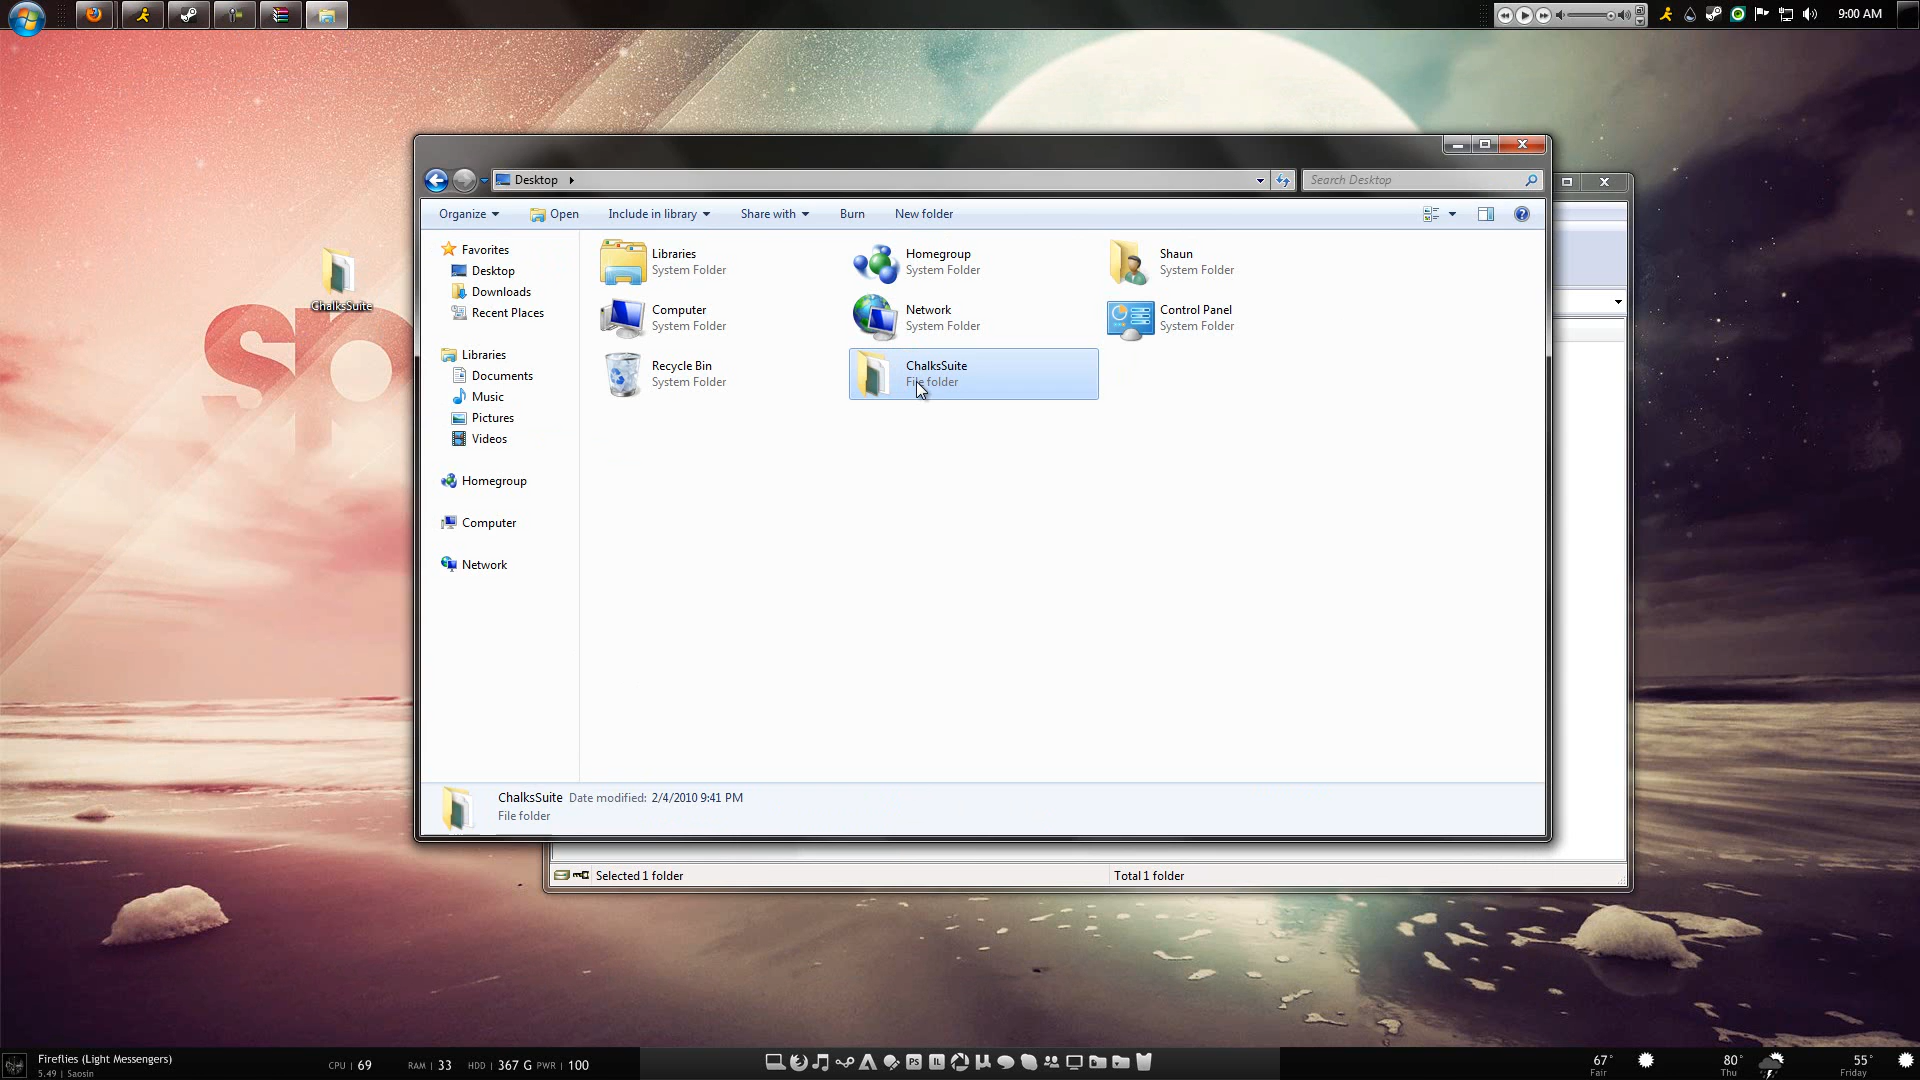 9:00 AM
ChalksSuite
sp
Desktop
Search Desktop
Organize
Open
Include in library
Share with
Burn
New folder
Favorites
Desktop
Downloads
Recent Places
Libraries
Documents
Music
Pictures
Videos
Homegroup
Computer
Network
Libraries
System Folder
Homegroup
System Folder
Shaun
System Folder
Computer
System Folder
Network
System Folder
Control Panel
System Folder
Recycle Bin
System Folder
ChalksSuite
File folder
ChalksSuite Date modified: 2/4/2010 9:41 PM
File folder
Selected 1 folder
Total 1 folder
Fireflies (Light Messengers)
5.49 | Saosin
CPU | 69
RAM | 33
HDD | 367 G
PWR | 100
PS
IL
67°
Fair
80°
Thu
55°
Friday